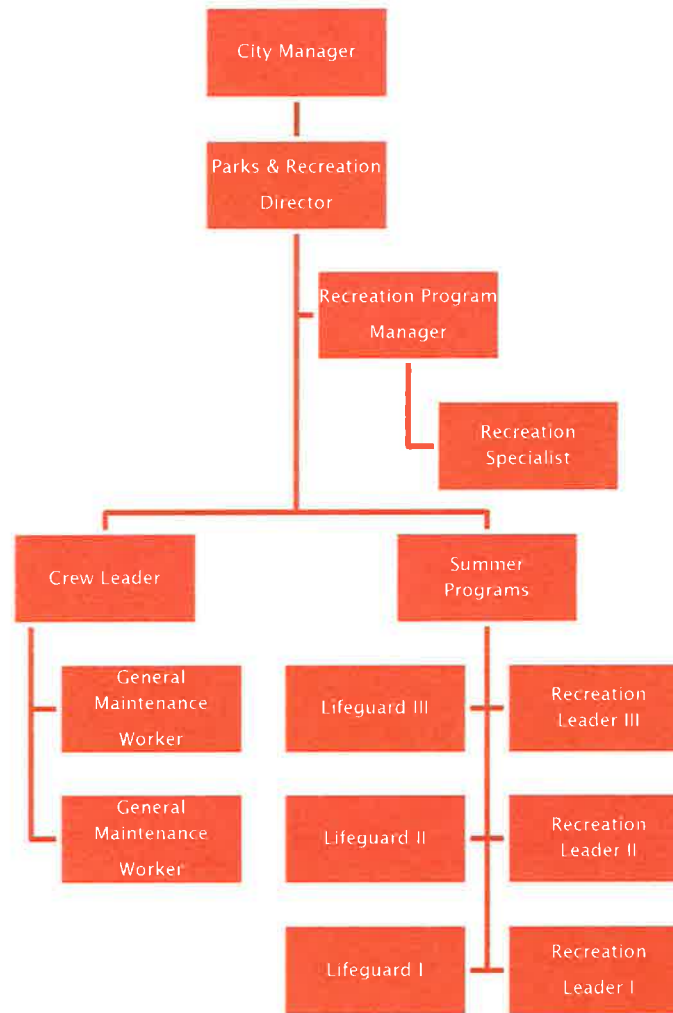 City Manager
Parks & Recreation
Director
Recreation Program
Manager
Recreation
Specialist
Crew Leader
Summer
Programs
General
Maintenance
Worker
Lifeguard III
Recreation
Leader III
General
Maintenance
Worker
Lifeguard II
Recreation
Leader II
Lifeguard I
Recreation
Leader I